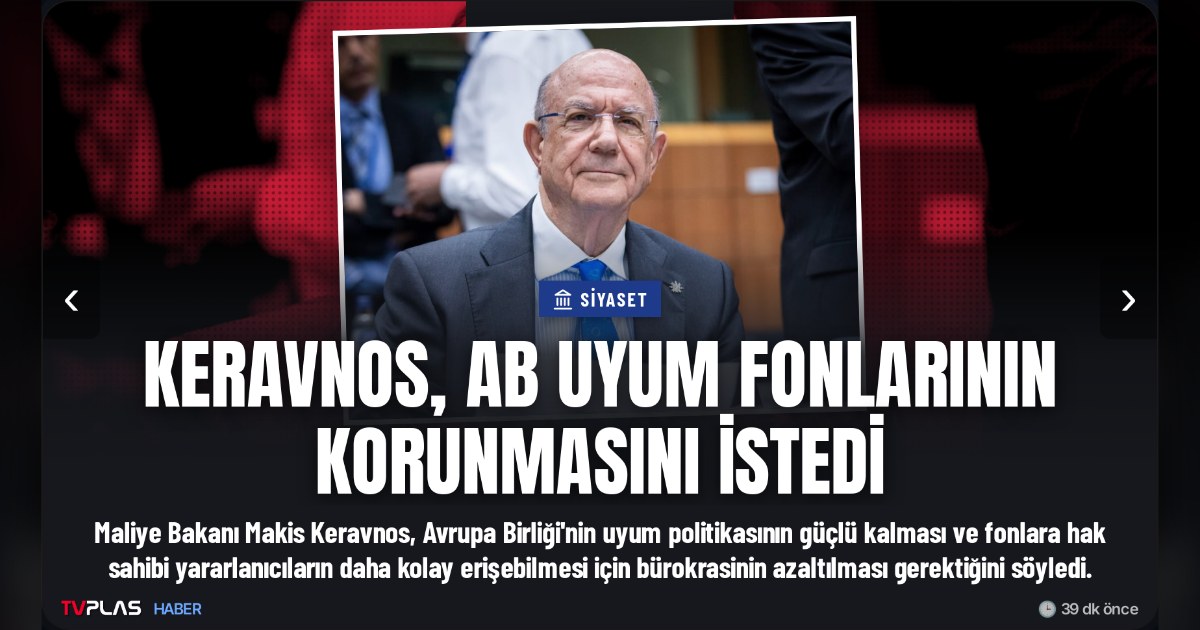 SİYASET
KERAVNOS, AB UYUM FONLARININ
KORUNMASINI İSTEDİ
Maliye Bakanı Makis Keravnos, Avrupa Birliği'nin uyum politikasının güçlü kalması ve fonlara hak
sahibi yararlanıcıların daha kolay erişebilmesi için bürokrasinin azaltılması gerektiğini söyledi.
TVPLAS HABER
39 dk önce